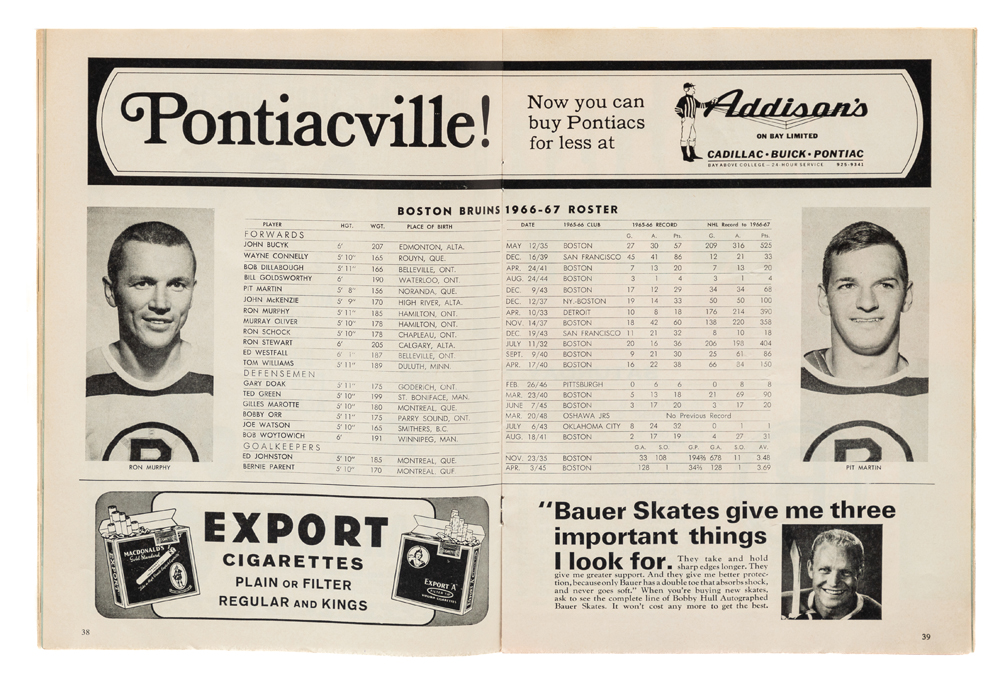 Pontiacville!
Now you can
buy Pontiacs
for less at
Addison's
ON BAY LIMITED
CADILLAC • BUICK • PONTIAC
BAY ABOVE COLLEGE – 24-HOUR SERVICE 925-9341
BOSTON BRUINS 1966-67 ROSTER
PLAYER HGT. WGT. PLACE OF BIRTH DATE 1965-66 CLUB 1965-66 RECORD NHL Record to 1966-67
FORWARDS G. A. Pts. G. A. Pts.
JOHN BUCYK 6' 207 EDMONTON, ALTA. MAY 12/35 BOSTON 27 30 57 209 316 525
WAYNE CONNELLY 5' 10" 165 ROUYN, QUE. DEC. 16/39 SAN FRANCISCO 45 41 86 12 21 33
BOB DILLABOUGH 5' 11" 166 BELLEVILLE, ONT. APR. 24/41 BOSTON 7 13 20 7 13 20
BILL GOLDSWORTHY 6' 190 WATERLOO, ONT. AUG. 24/44 BOSTON 3 1 4 3 1 4
PIT MARTIN 5' 8" 156 NORANDA, QUE. DEC. 9/43 BOSTON 17 12 29 34 34 68
JOHN McKENZIE 5' 9" 170 HIGH RIVER, ALTA. DEC. 12/37 NY.-BOSTON 19 14 33 50 50 100
RON MURPHY 5' 11" 185 HAMILTON, ONT. APR. 10/33 DETROIT 10 8 18 176 214 390
MURRAY OLIVER 5' 10" 178 HAMILTON, ONT. NOV. 14/37 BOSTON 18 42 60 138 220 358
RON SCHOCK 5' 10" 178 CHAPLEAU, ONT. DEC. 19/43 SAN FRANCISCO 11 21 32 8 10 18
RON STEWART 6' 205 CALGARY, ALTA. JULY 11/32 BOSTON 20 16 36 206 198 404
ED WESTFALL 6' 1" 187 BELLEVILLE, ONT. SEPT. 9/40 BOSTON 9 21 30 25 61 86
TOM WILLIAMS 5' 11" 189 DULUTH, MINN. APR. 17/40 BOSTON 16 22 38 66 84 150
DEFENSEMEN
GARY DOAK 5' 11" 175 GODERICH, ONT. FEB. 26/46 PITTSBURGH 0 6 6 0 8 8
TED GREEN 5' 10" 199 ST. BONIFACE, MAN. MAR. 23/40 BOSTON 5 13 18 21 69 90
GILLES MAROTTE 5' 10" 180 MONTREAL, QUE. JUNE 7/45 BOSTON 3 17 20 3 17 20
BOBBY ORR 5' 11" 175 PARRY SOUND, ONT. MAR. 20/48 OSHAWA JRS No Previous Record
JOE WATSON 5' 10" 165 SMITHERS, B.C. JULY 6/43 OKLAHOMA CITY 8 24 32 0 1 1
BOB WOYTOWICH 6' 191 WINNIPEG, MAN. AUG. 18/41 BOSTON 2 17 19 4 27 31
GOALKEEPERS G.A. S.O. G.P. G.A. S.O. AV.
ED JOHNSTON 5' 10" 185 MONTREAL, QUE. NOV. 23/35 BOSTON 33 108 194⅔ 678 11 3.48
BERNIE PARENT 5' 10" 170 MONTREAL, QUE. APR. 3/45 BOSTON 128 1 34⅔ 128 1 3.69
RON MURPHY
PIT MARTIN
EXPORT
CIGARETTES
PLAIN OR FILTER
REGULAR AND KINGS
MACDONALD'S
Gold Standard
EXPORT "A"
FILTER TIP
"Bauer Skates give me three
important things
I look for. They take and hold
sharp edges longer. They
give me greater support. And they give me better protec-
tion, because only Bauer has a double toe that absorbs shock,
and never goes soft." When you're buying new skates,
ask to see the complete line of Bobby Hull Autographed
Bauer Skates. It won't cost any more to get the best.
38
39